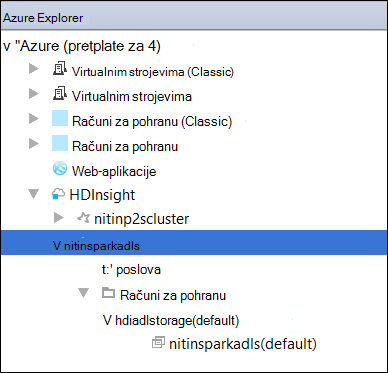 Azure Explorer
v "Azure (pretplate za 4)
Virtualnim strojevima (Classic)
Virtualnim strojevima
Računi za pohranu (Classic)
Računi za pohranu
Web-aplikacije
HDInsight
nitinp2scluster
V nitinsparkadls
t:' poslova
Računi za pohranu
V hdiadlstorage(default)
nitinsparkadls(default)